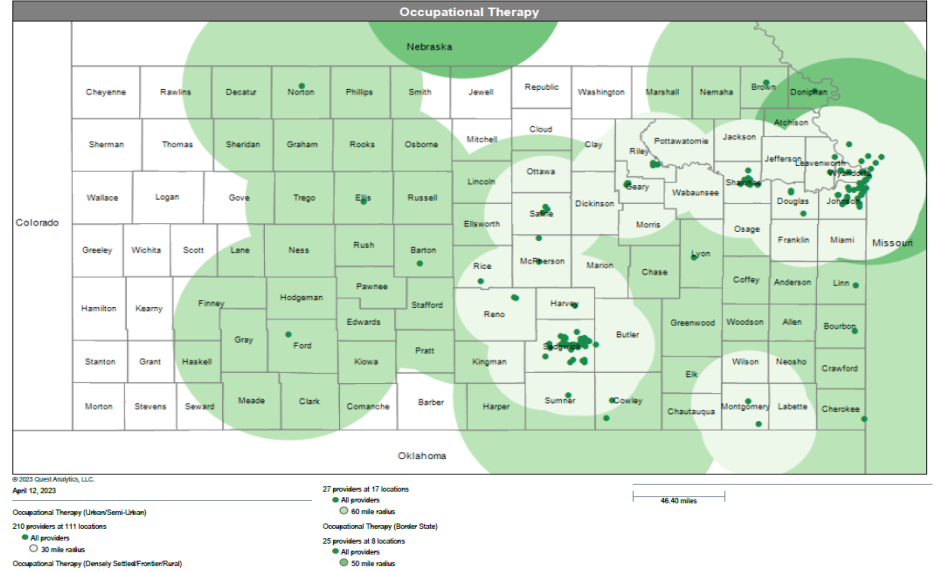 Occupational Therapy
Nebraska
Cheyenne Rawlins Decatur Norton Phillips Smith Jewell Republic Washington Marshall Nemaha Brown Doniphan
Atchison
Sherman Thomas Sheridan Graham Rooks Osborne Mitchell Cloud Clay Riley Pottawatomie Jackson Jefferson Leavenworth
Wyandotte
Wallace Logan Gove Trego Ellis Russell Lincoln Ottawa Saline Dickinson Geary Wabaunsee Shawnee Douglas Johnson
Colorado
Ellsworth Morris Osage
Greeley Wichita Scott Lane Ness Rush Barton Rice McPherson Marion Chase Lyon Franklin Miami Missouri
Hamilton Kearny Finney Hodgeman Pawnee Stafford Reno Harvey Coffey Anderson Linn
Gray Ford Edwards Butler Greenwood Woodson Allen Bourbon
Stanton Grant Haskell Kiowa Pratt Kingman Sedgwick Elk Wilson Neosho Crawford
Morton Stevens Seward Meade Clark Comanche Barber Harper Sumner Cowley Chautauqua Montgomery Labette Cherokee
Oklahoma
© 2023 Quest Analytics, LLC.
April 12, 2023
Occupational Therapy (Urban/Semi-Urban)
210 providers at 111 locations
All providers
30 mile radius
Occupational Therapy (Densely Settled/Frontier/Rural)
27 providers at 17 locations
All providers
60 mile radius
Occupational Therapy (Border State)
25 providers at 8 locations
All providers
50 mile radius
46.40 miles